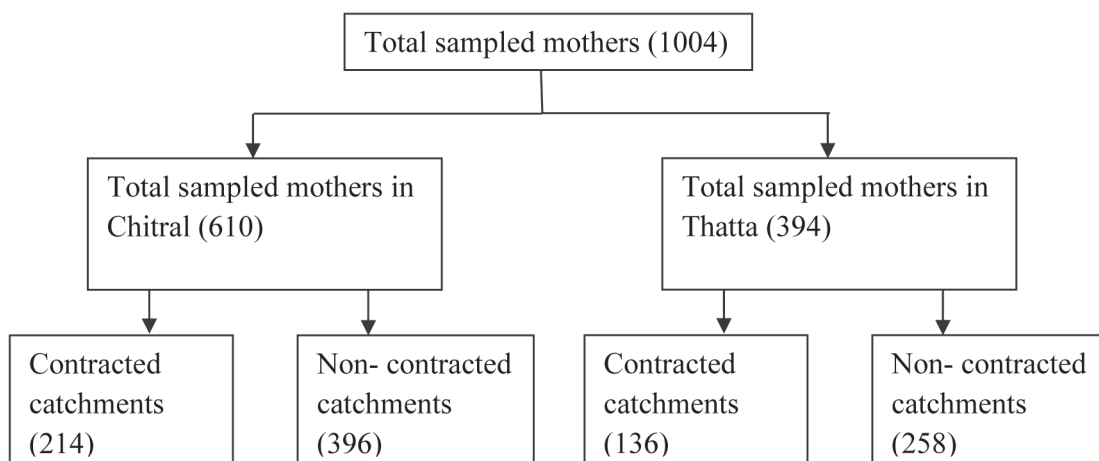 Total sampled mothers (1004)
Total sampled mothers in
Chitral (610)
Total sampled mothers in
Thatta (394)
Contracted
catchments
(214)
Non- contracted
catchments
(396)
Contracted
catchments
(136)
Non- contracted
catchments
(258)